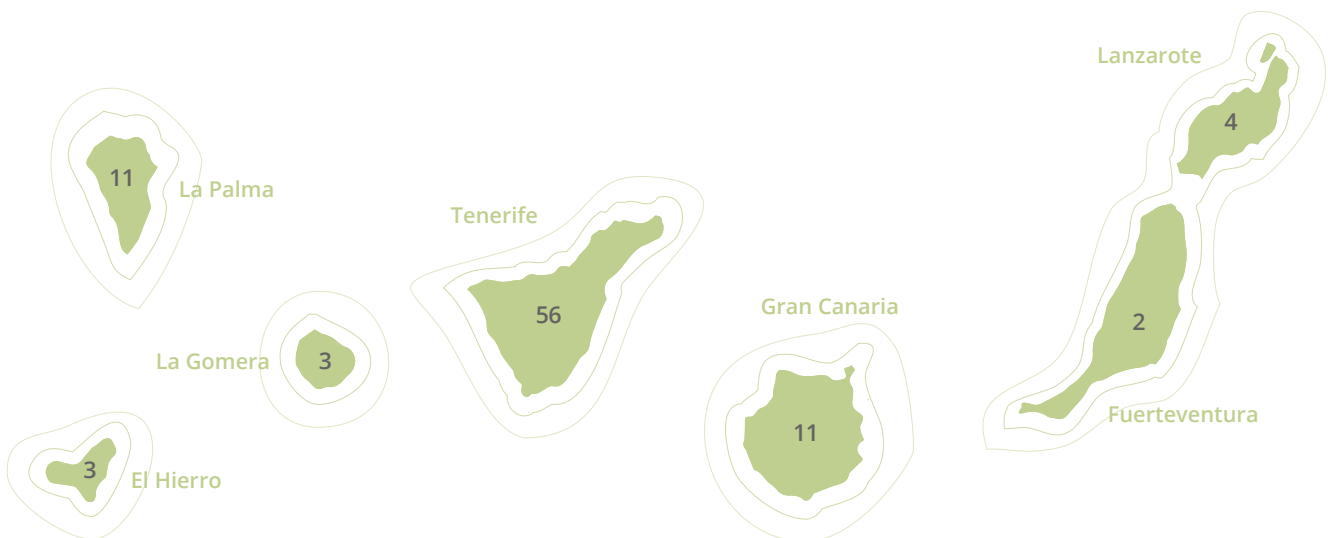 Lanzarote
4
11
La Palma
Tenerife
56
Gran Canaria
2
La Gomera
3
Fuerteventura
11
3
El Hierro